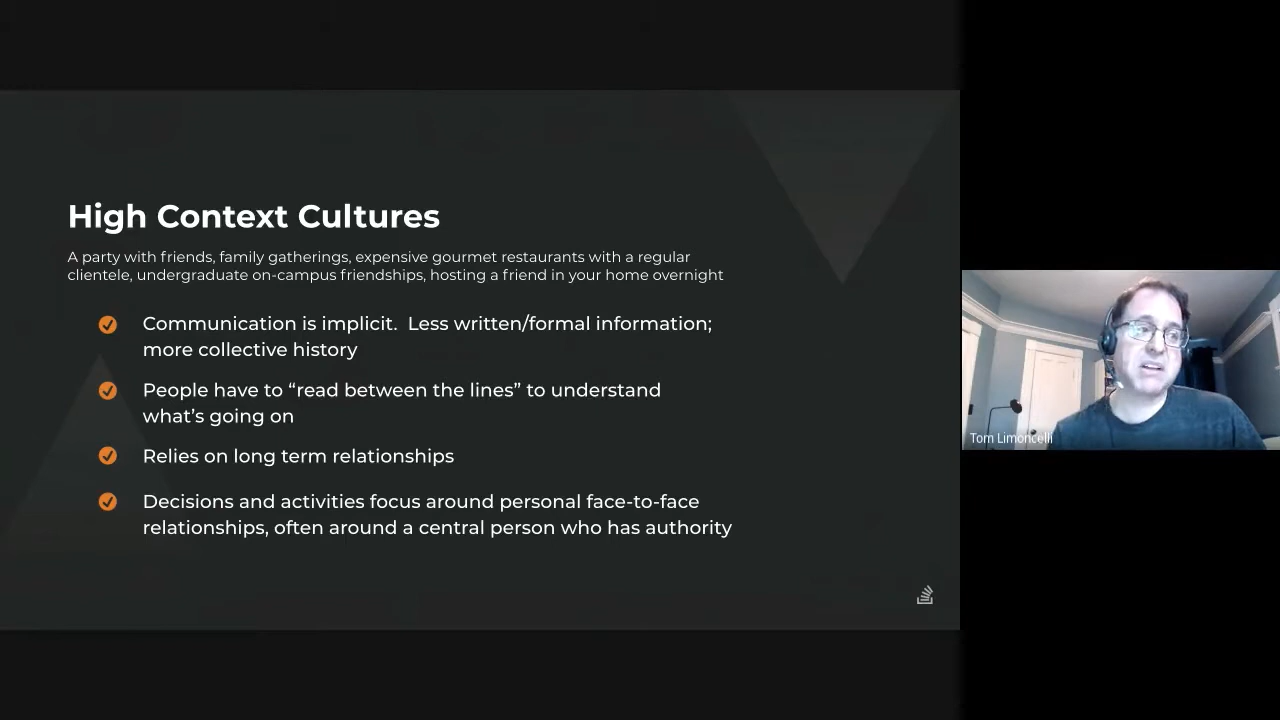 High Context Cultures
A party with friends, family gatherings, expensive gourmet restaurants with a regular
clientele, undergraduate on-campus friendships, hosting a friend in your home overnight
Communication is implicit.  Less written/formal information;
more collective history
People have to “read between the lines” to understand
what’s going on
Relies on long term relationships
Decisions and activities focus around personal face-to-face
relationships, often around a central person who has authority
Tom Limoncelli